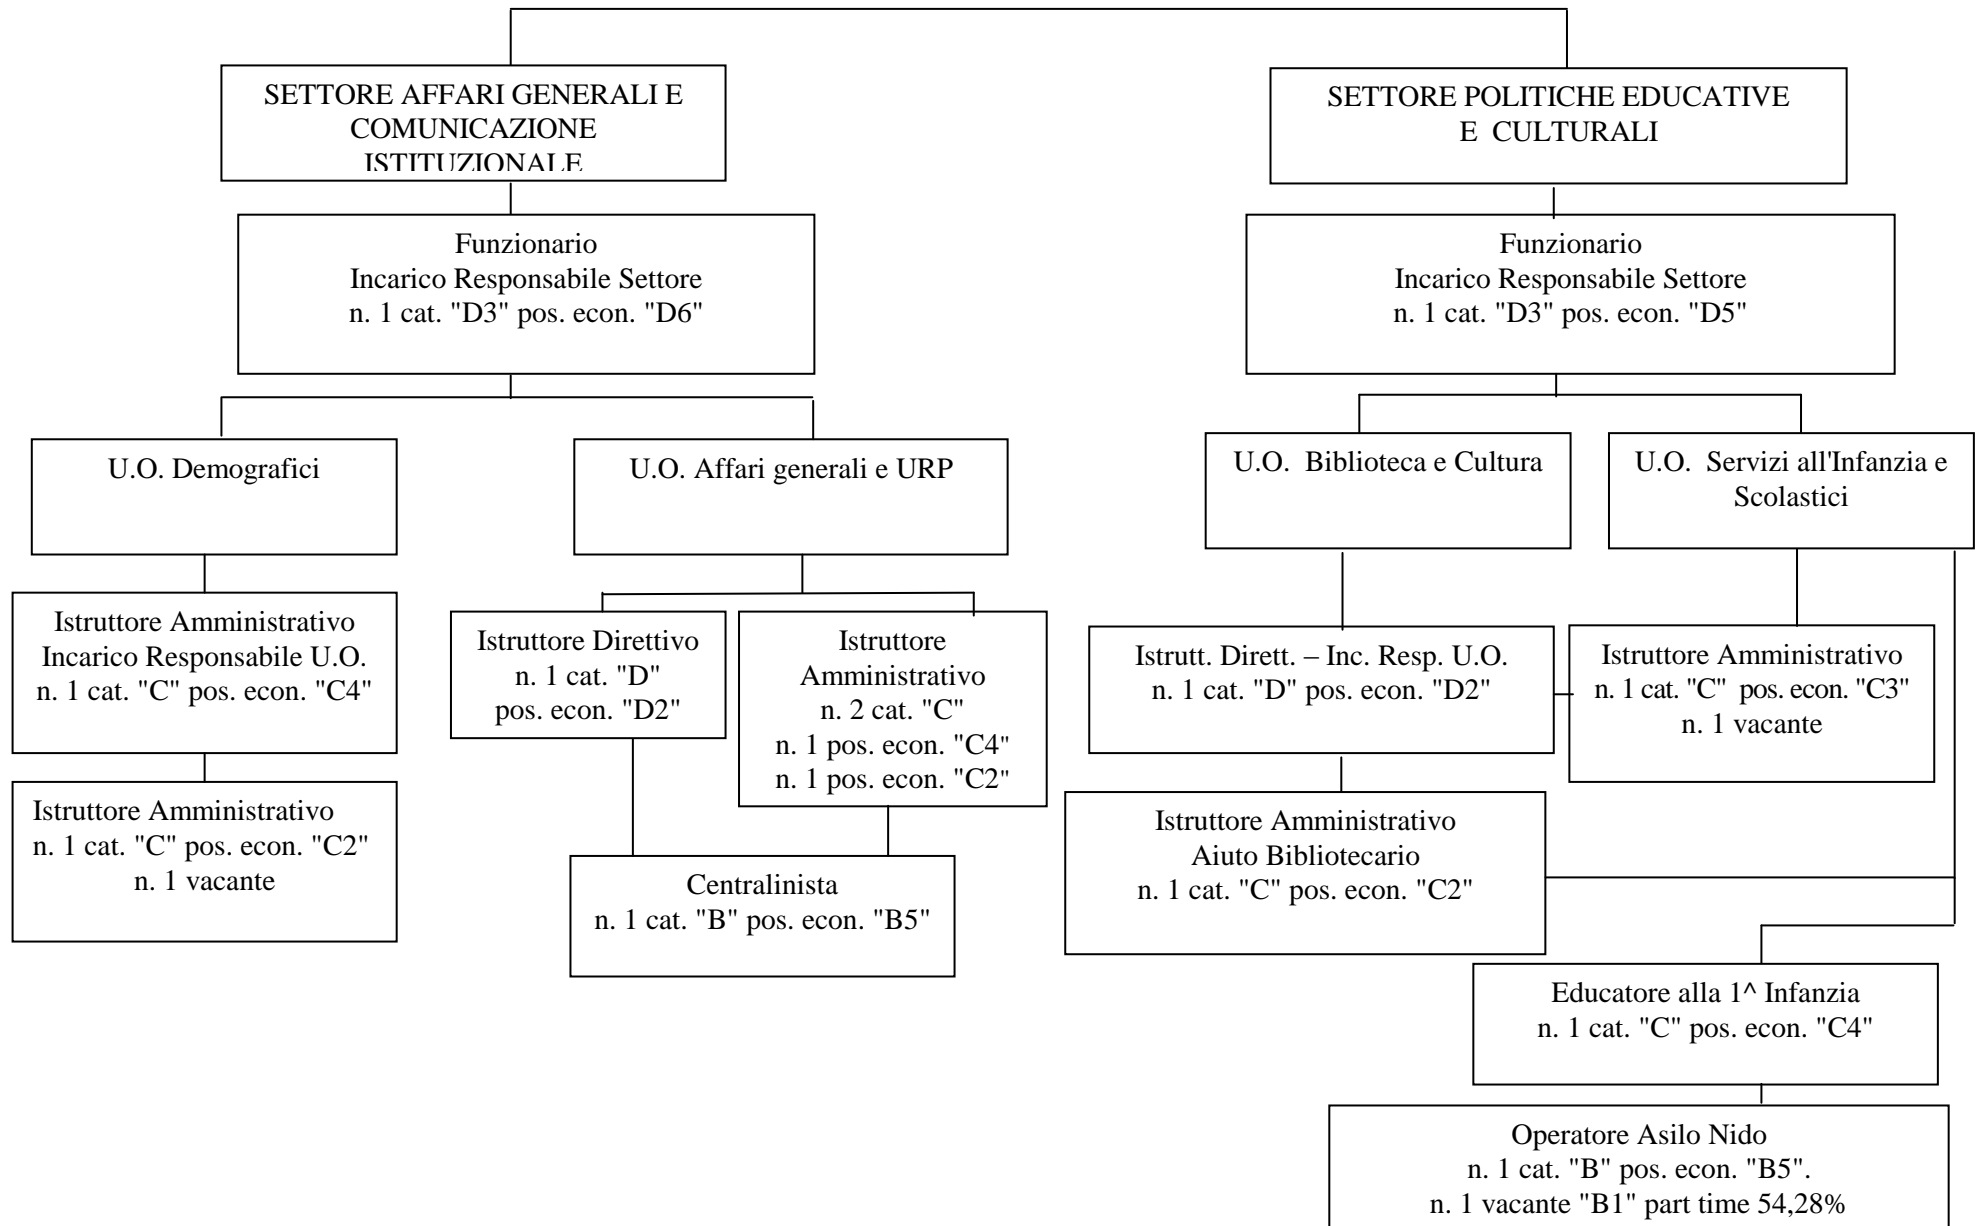 SETTORE AFFARI GENERALI E
COMUNICAZIONE
ISTITUZIONALE
SETTORE POLITICHE EDUCATIVE
E CULTURALI
Funzionario
Incarico Responsabile Settore
n. 1 cat. "D3" pos. econ. "D6"
Funzionario
Incarico Responsabile Settore
n. 1 cat. "D3" pos. econ. "D5"
U.O. Demografici
U.O. Affari generali e URP
U.O. Biblioteca e Cultura
U.O. Servizi all'Infanzia e
Scolastici
Istruttore Amministrativo
Incarico Responsabile U.O.
n. 1 cat. "C" pos. econ. "C4"
Istruttore Direttivo
n. 1 cat. "D"
pos. econ. "D2"
Istruttore
Amministrativo
n. 2 cat. "C"
n. 1 pos. econ. "C4"
n. 1 pos. econ. "C2"
Istrutt. Dirett. – Inc. Resp. U.O.
n. 1 cat. "D" pos. econ. "D2"
Istruttore Amministrativo
n. 1 cat. "C" pos. econ. "C3"
n. 1 vacante
Istruttore Amministrativo
n. 1 cat. "C" pos. econ. "C2"
n. 1 vacante
Centralinista
n. 1 cat. "B" pos. econ. "B5"
Istruttore Amministrativo
Aiuto Bibliotecario
n. 1 cat. "C" pos. econ. "C2"
Educatore alla 1^ Infanzia
n. 1 cat. "C" pos. econ. "C4"
Operatore Asilo Nido
n. 1 cat. "B" pos. econ. "B5".
n. 1 vacante "B1" part time 54,28%